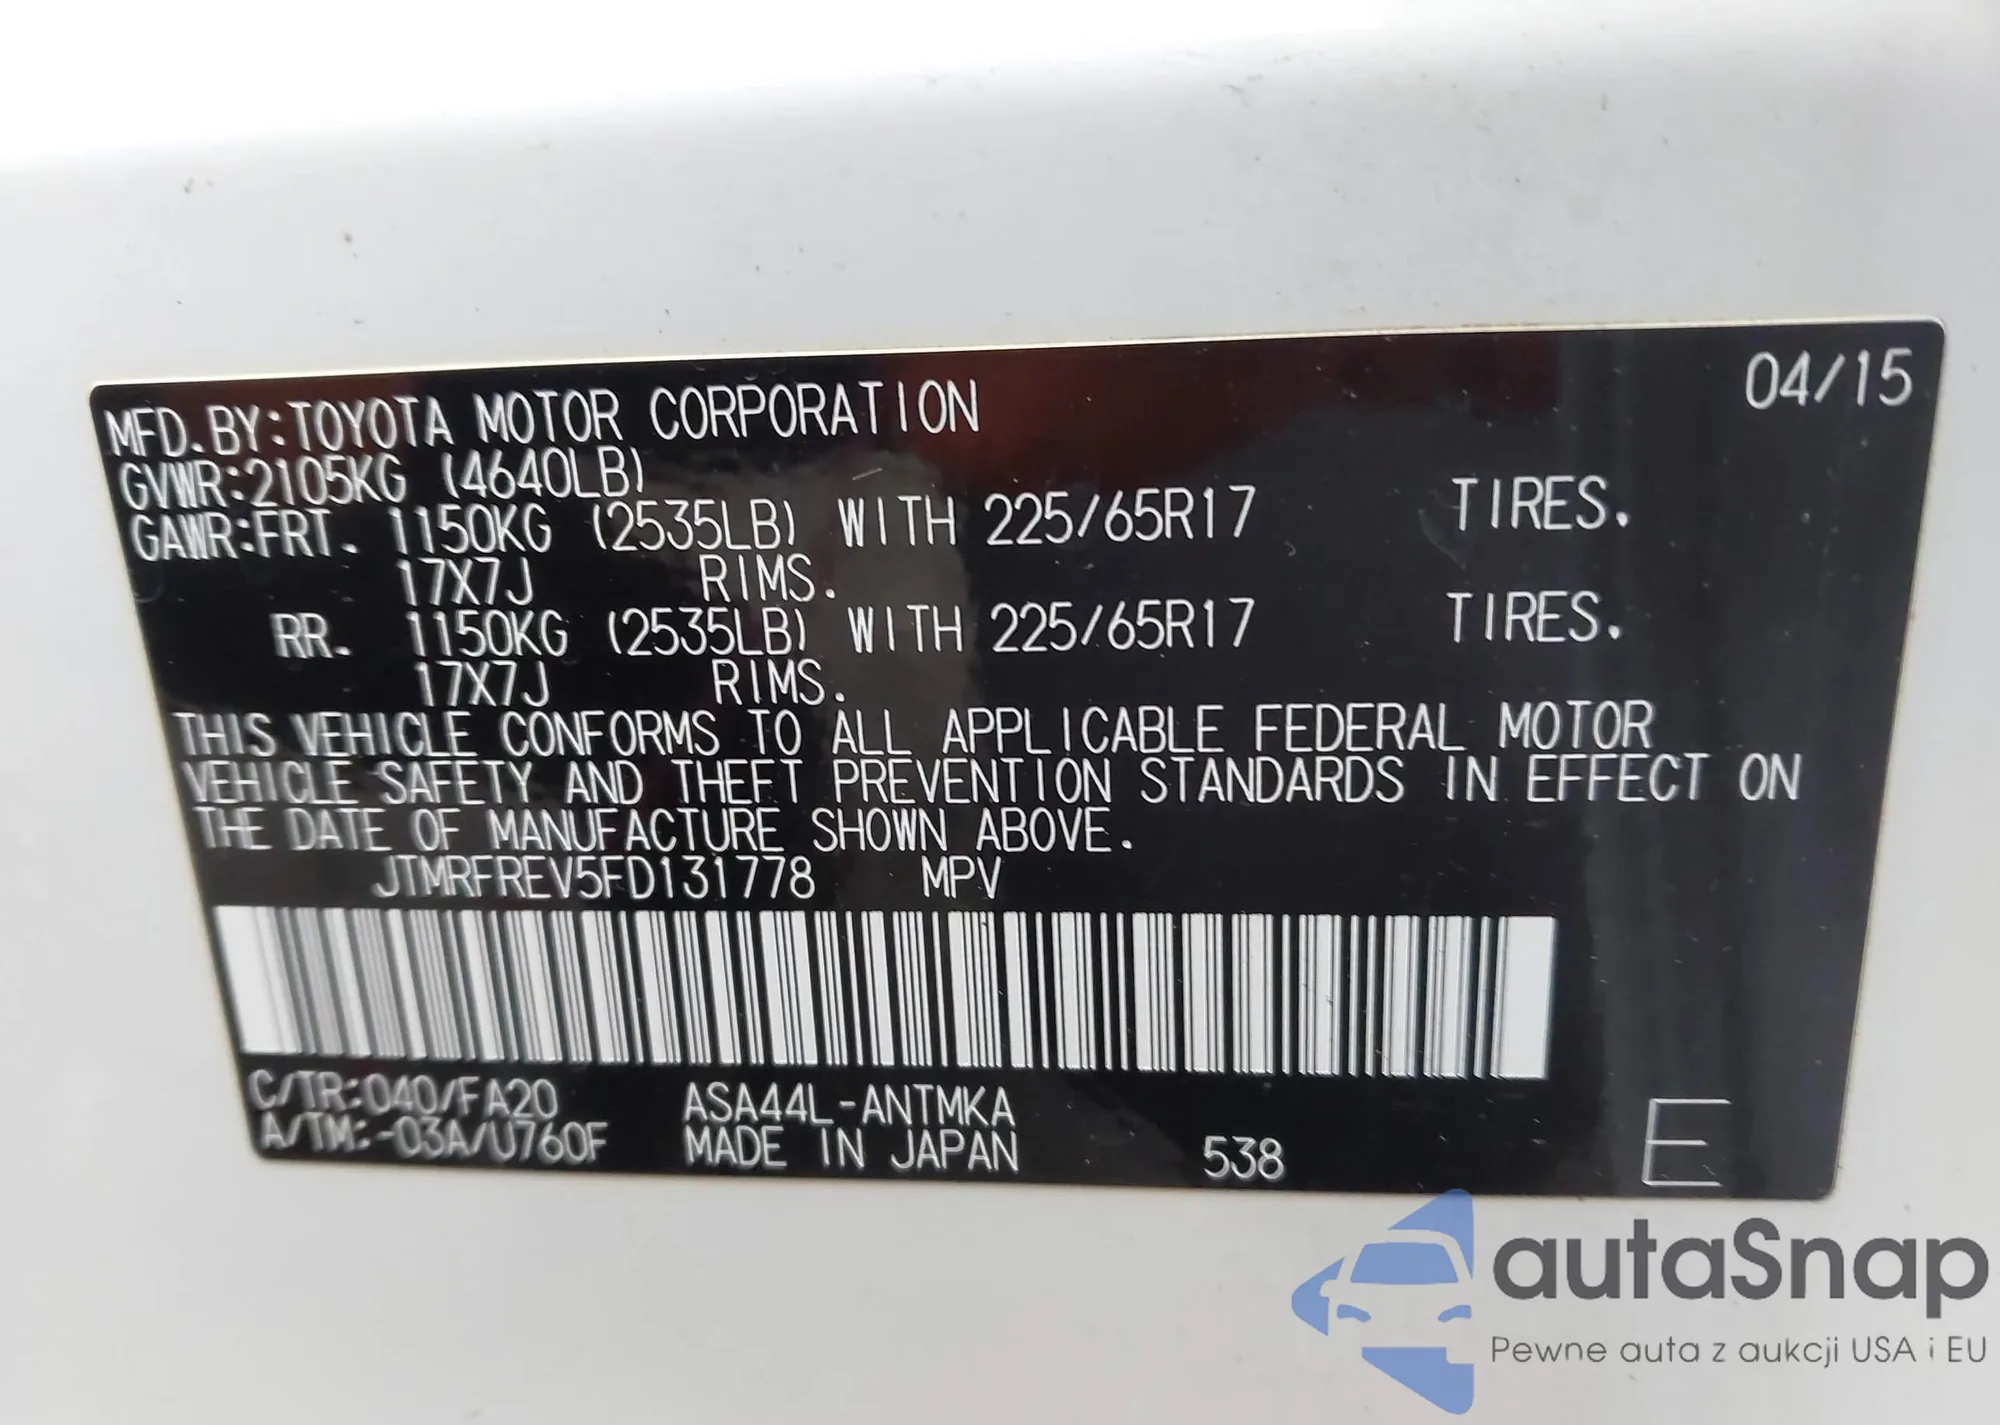 04/15
MFD.BY:TOYOTA MOTOR CORPORATION
GVWR:2105KG (4640LB)
GAWR:FRT. 1150KG (2535LB) WITH 225/65R17 TIRES.
17X7J RIMS.
RR. 1150KG (2535LB) WITH 225/65R17 TIRES.
17X7J RIMS.
THIS VEHICLE CONFORMS TO ALL APPLICABLE FEDERAL MOTOR
VEHICLE SAFETY AND THEFT PREVENTION STANDARDS IN EFFECT ON
THE DATE OF MANUFACTURE SHOWN ABOVE.
JTMRFREV5FD131778 MPV
C/TR:040/FA20 ASA44L-ANTMKA
A/TM:-03A/U760F MADE IN JAPAN 538 E
autaSnap
Pewne auta z aukcji USA i EU